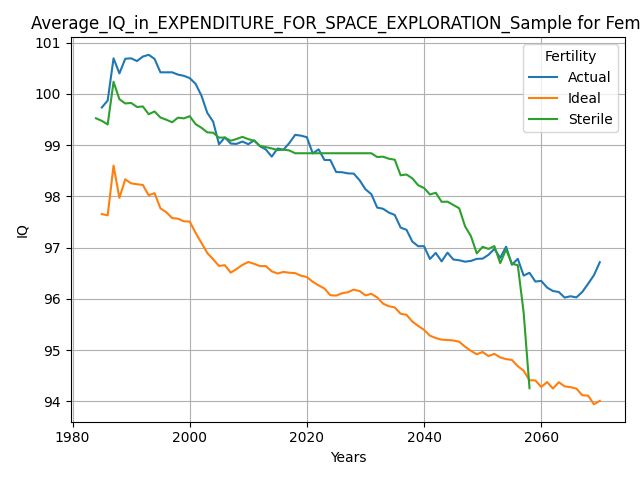 Average_IQ_in_EXPENDITURE_FOR_SPACE_EXPLORATION_Sample for Fem
101
100
99
98
97
96
95
94
IQ
1980
2000
2020
2040
2060
Years
Fertility
Actual
Ideal
Sterile